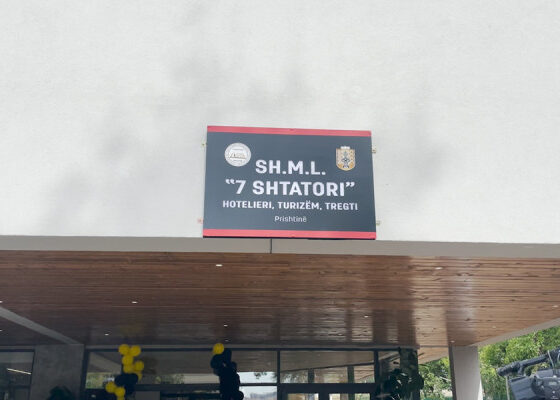 SH.M.L.
"7 SHTATORI"
HOTELIERI, TURIZËM, TREGTI
Prishtinë